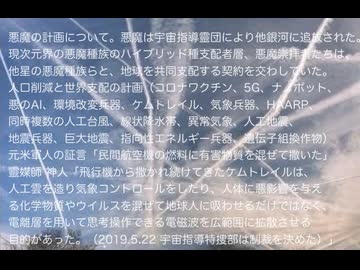 悪魔の計画について。悪魔は宇宙指導霊団により他銀河に追放された。
現次元界の悪魔種族のハイブリッド種支配者層、悪魔崇拝者たちは、
他星の悪魔種族らと、地球を共同支配する契約を交わしていた。
人口削減と世界支配の計画（コロナワクチン、5G、ナノボット、
悪のAI、環境改変兵器、ケムトレイル、気象兵器、HAARP、
同時複数の人工台風、線状降水帯、異常気象、人工地震、
地震兵器、巨大地震、指向性エネルギー兵器、遺伝子組換作物）
元米軍人の証言「民間航空機の燃料に有害物質を混ぜて撒いた」
霊媒師 神人「飛行機から撒かれ続けてきたケムトレイルは、
人工雲を造り気象コントロールをしたり、人体に悪影響を与え
る化学物質やウイルスを混ぜて地球人に吸わせるだけではなく、
電離層を用いて思考操作できる電磁波を広範囲に拡散させる
目的があった。（2019.5.22 宇宙指導特捜部は制裁を決めた）」